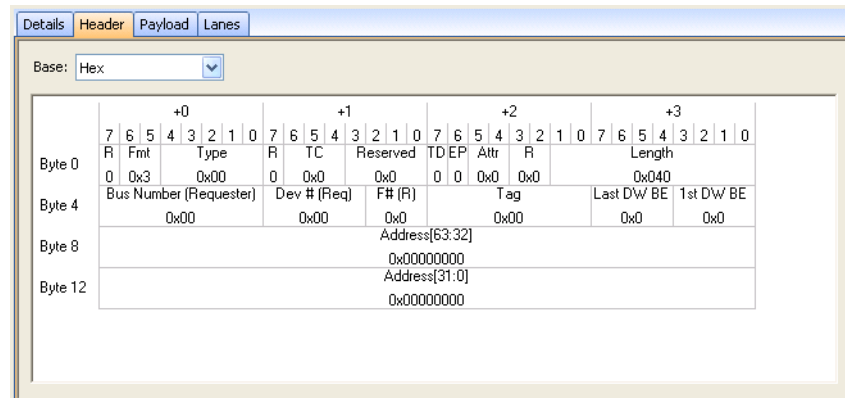 Details Header Payload Lanes
Base: Hex
+0 +1 +2 +3
7 6 5 4 3 2 1 0 7 6 5 4 3 2 1 0 7 6 5 4 3 2 1 0 7 6 5 4 3 2 1 0
Byte 0 R Fmt Type R TC Reserved TD EP Attr R Length
0 0x3 0x00 0 0x0 0x0 0 0 0x0 0x0 0x040
Byte 4 Bus Number (Requester) Dev # (Req) F# (R) Tag Last DW BE 1st DW BE
0x00 0x00 0x0 0x00 0x0 0x0
Byte 8 Address[63:32]
0x00000000
Byte 12 Address[31:0]
0x00000000